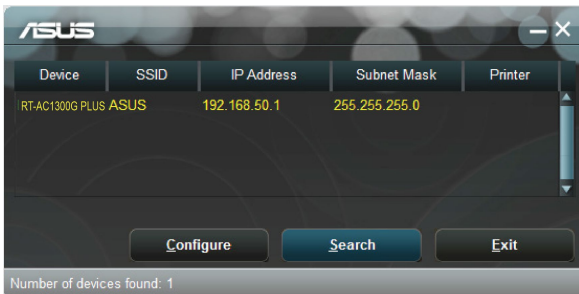 ASUS
Device SSID IP Address Subnet Mask Printer
RT-AC1300G PLUS ASUS 192.168.50.1 255.255.255.0
Configure Search Exit
Number of devices found: 1